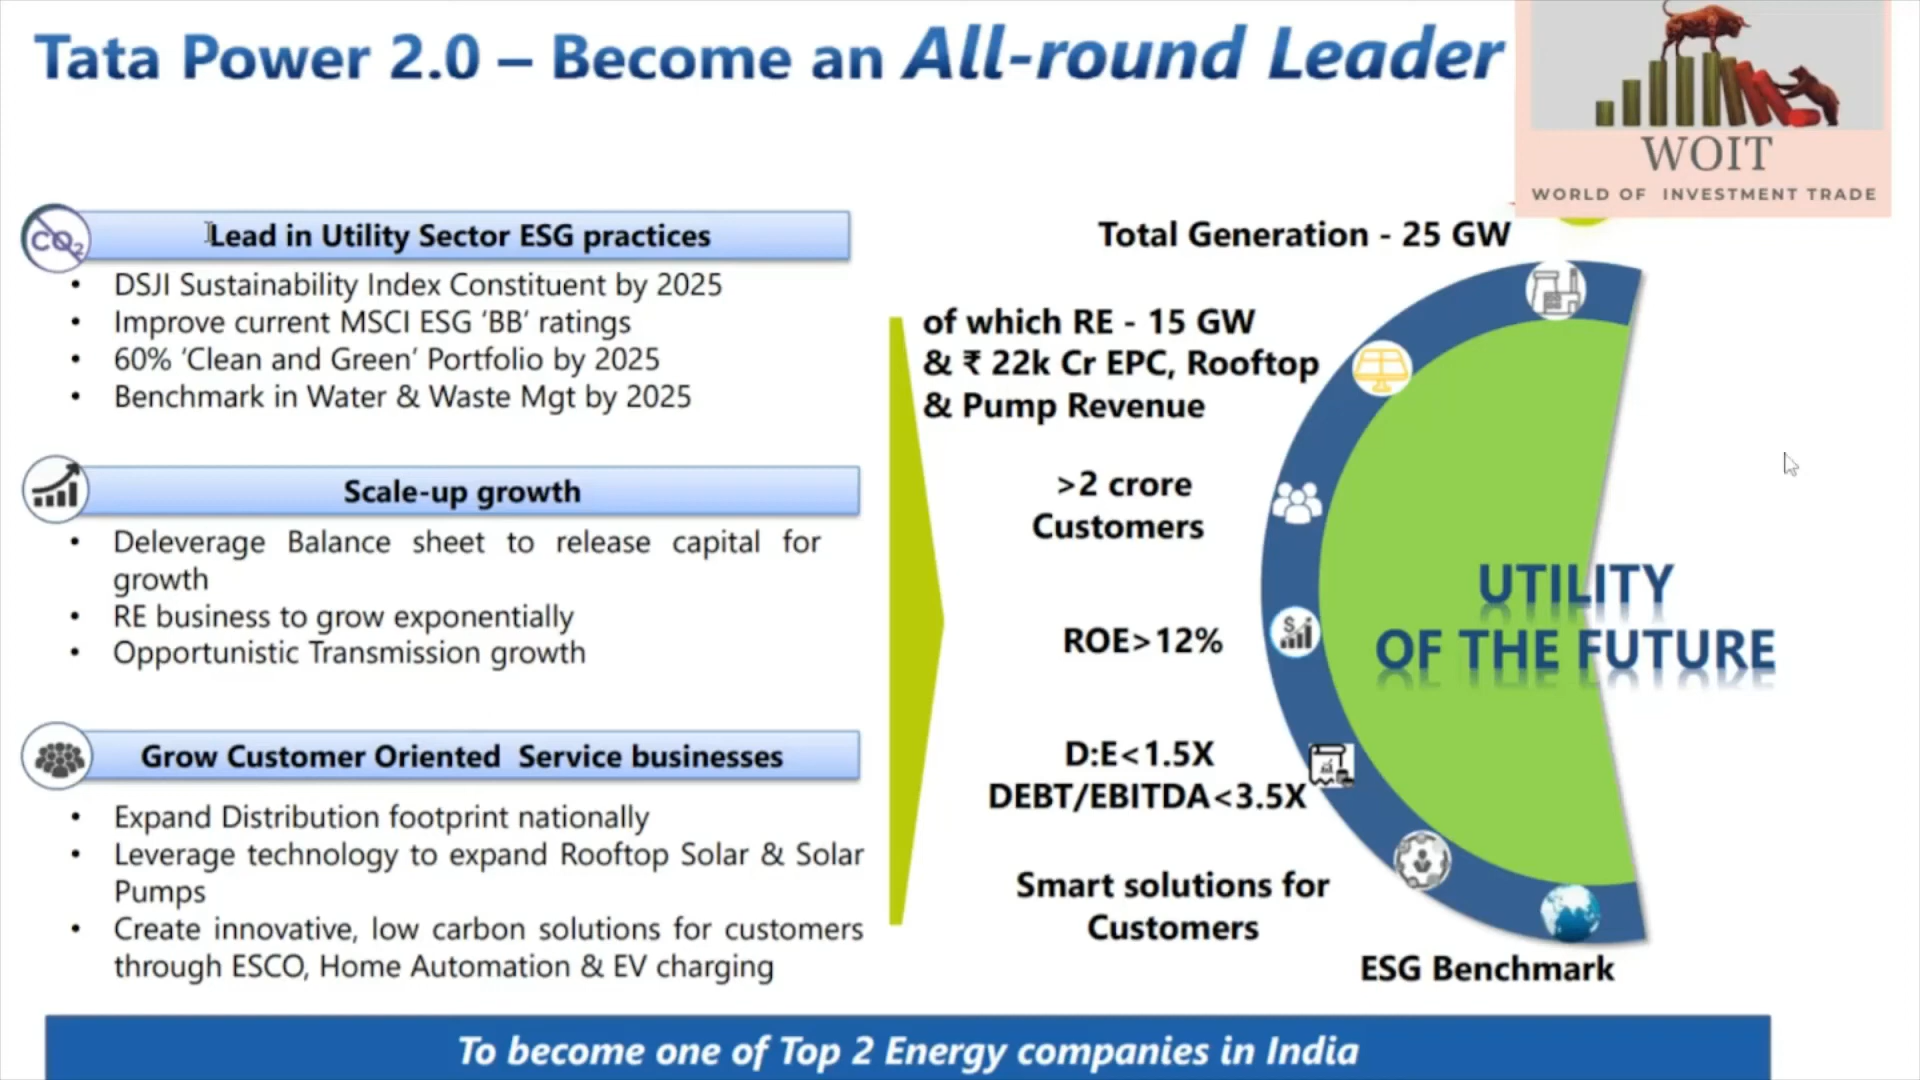 Tata Power 2.0 – Become an All-round Leader
WOIT
WORLD OF INVESTMENT TRADE
CO₂
Lead in Utility Sector ESG practices
• DSJI Sustainability Index Constituent by 2025
• Improve current MSCI ESG ‘BB’ ratings
• 60% ‘Clean and Green’ Portfolio by 2025
• Benchmark in Water & Waste Mgt by 2025
Scale-up growth
• Deleverage Balance sheet to release capital for
growth
• RE business to grow exponentially
• Opportunistic Transmission growth
Grow Customer Oriented Service businesses
• Expand Distribution footprint nationally
• Leverage technology to expand Rooftop Solar & Solar
Pumps
• Create innovative, low carbon solutions for customers
through ESCO, Home Automation & EV charging
Total Generation - 25 GW
of which RE - 15 GW
& ₹ 22k Cr EPC, Rooftop
& Pump Revenue
>2 crore
Customers
ROE>12%
$
D:E<1.5X
DEBT/EBITDA<3.5X
Smart solutions for
Customers
ESG Benchmark
UTILITY
OF THE FUTURE
To become one of Top 2 Energy companies in India